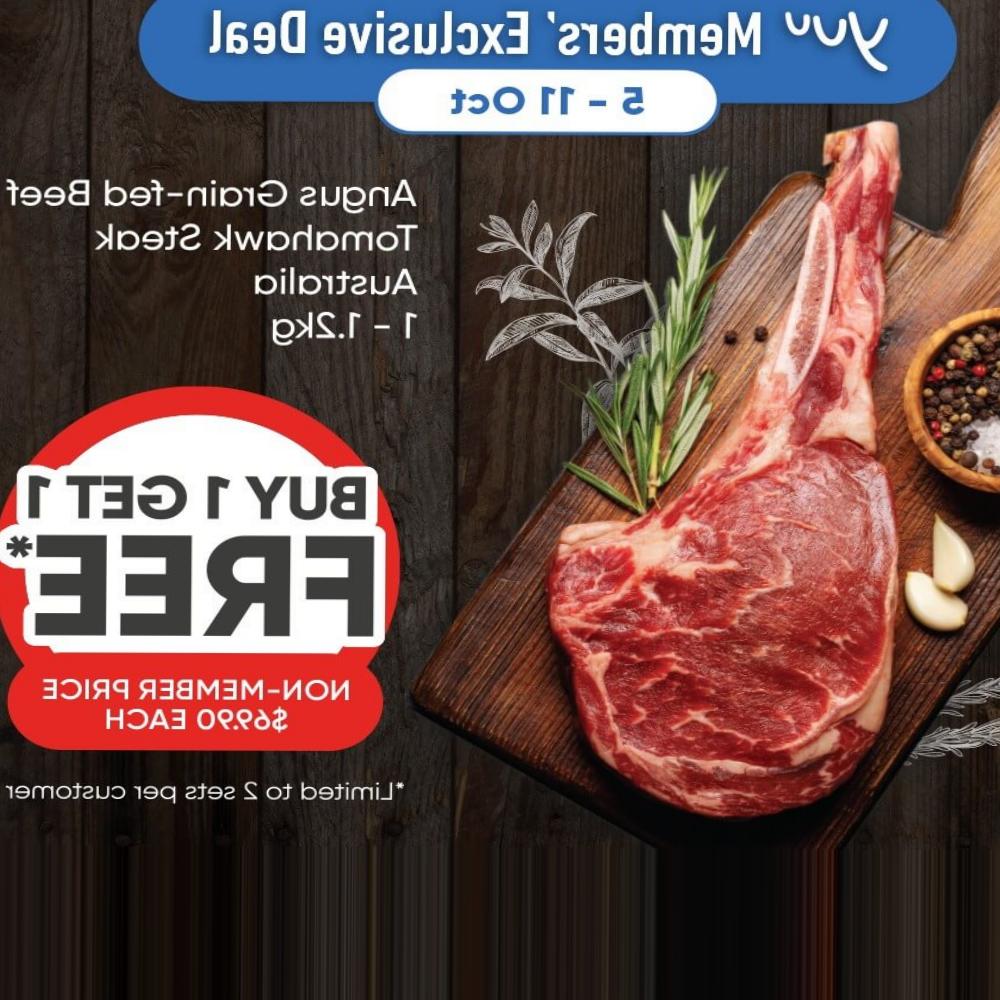 yuu Members' Exclusive Deal
5 - 11 Oct
Angus Grain-fed Beef
Tomahawk Steak
Australia
1 - 1.2kg
BUY 1 GET 1
FREE*
NON-MEMBER PRICE
$69.90 EACH
*Limited to 2 sets per customer